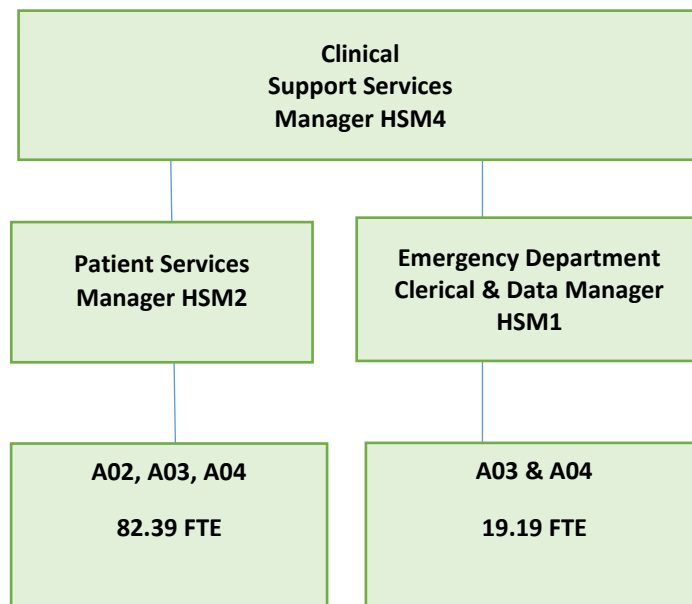 Clinical
Support Services
Manager HSM4
Patient Services
Manager HSM2
Emergency Department
Clerical & Data Manager
HSM1
A02, A03, A04
82.39 FTE
A03 & A04
19.19 FTE